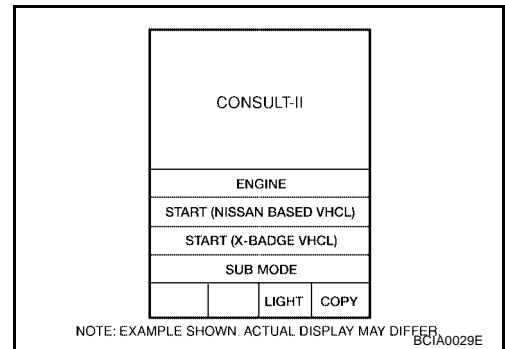 CONSULT-II
ENGINE
START (NISSAN BASED VHCL)
START (X-BADGE VHCL)
SUB MODE
LIGHT COPY
NOTE: EXAMPLE SHOWN. ACTUAL DISPLAY MAY DIFFER.
BCIA0029E